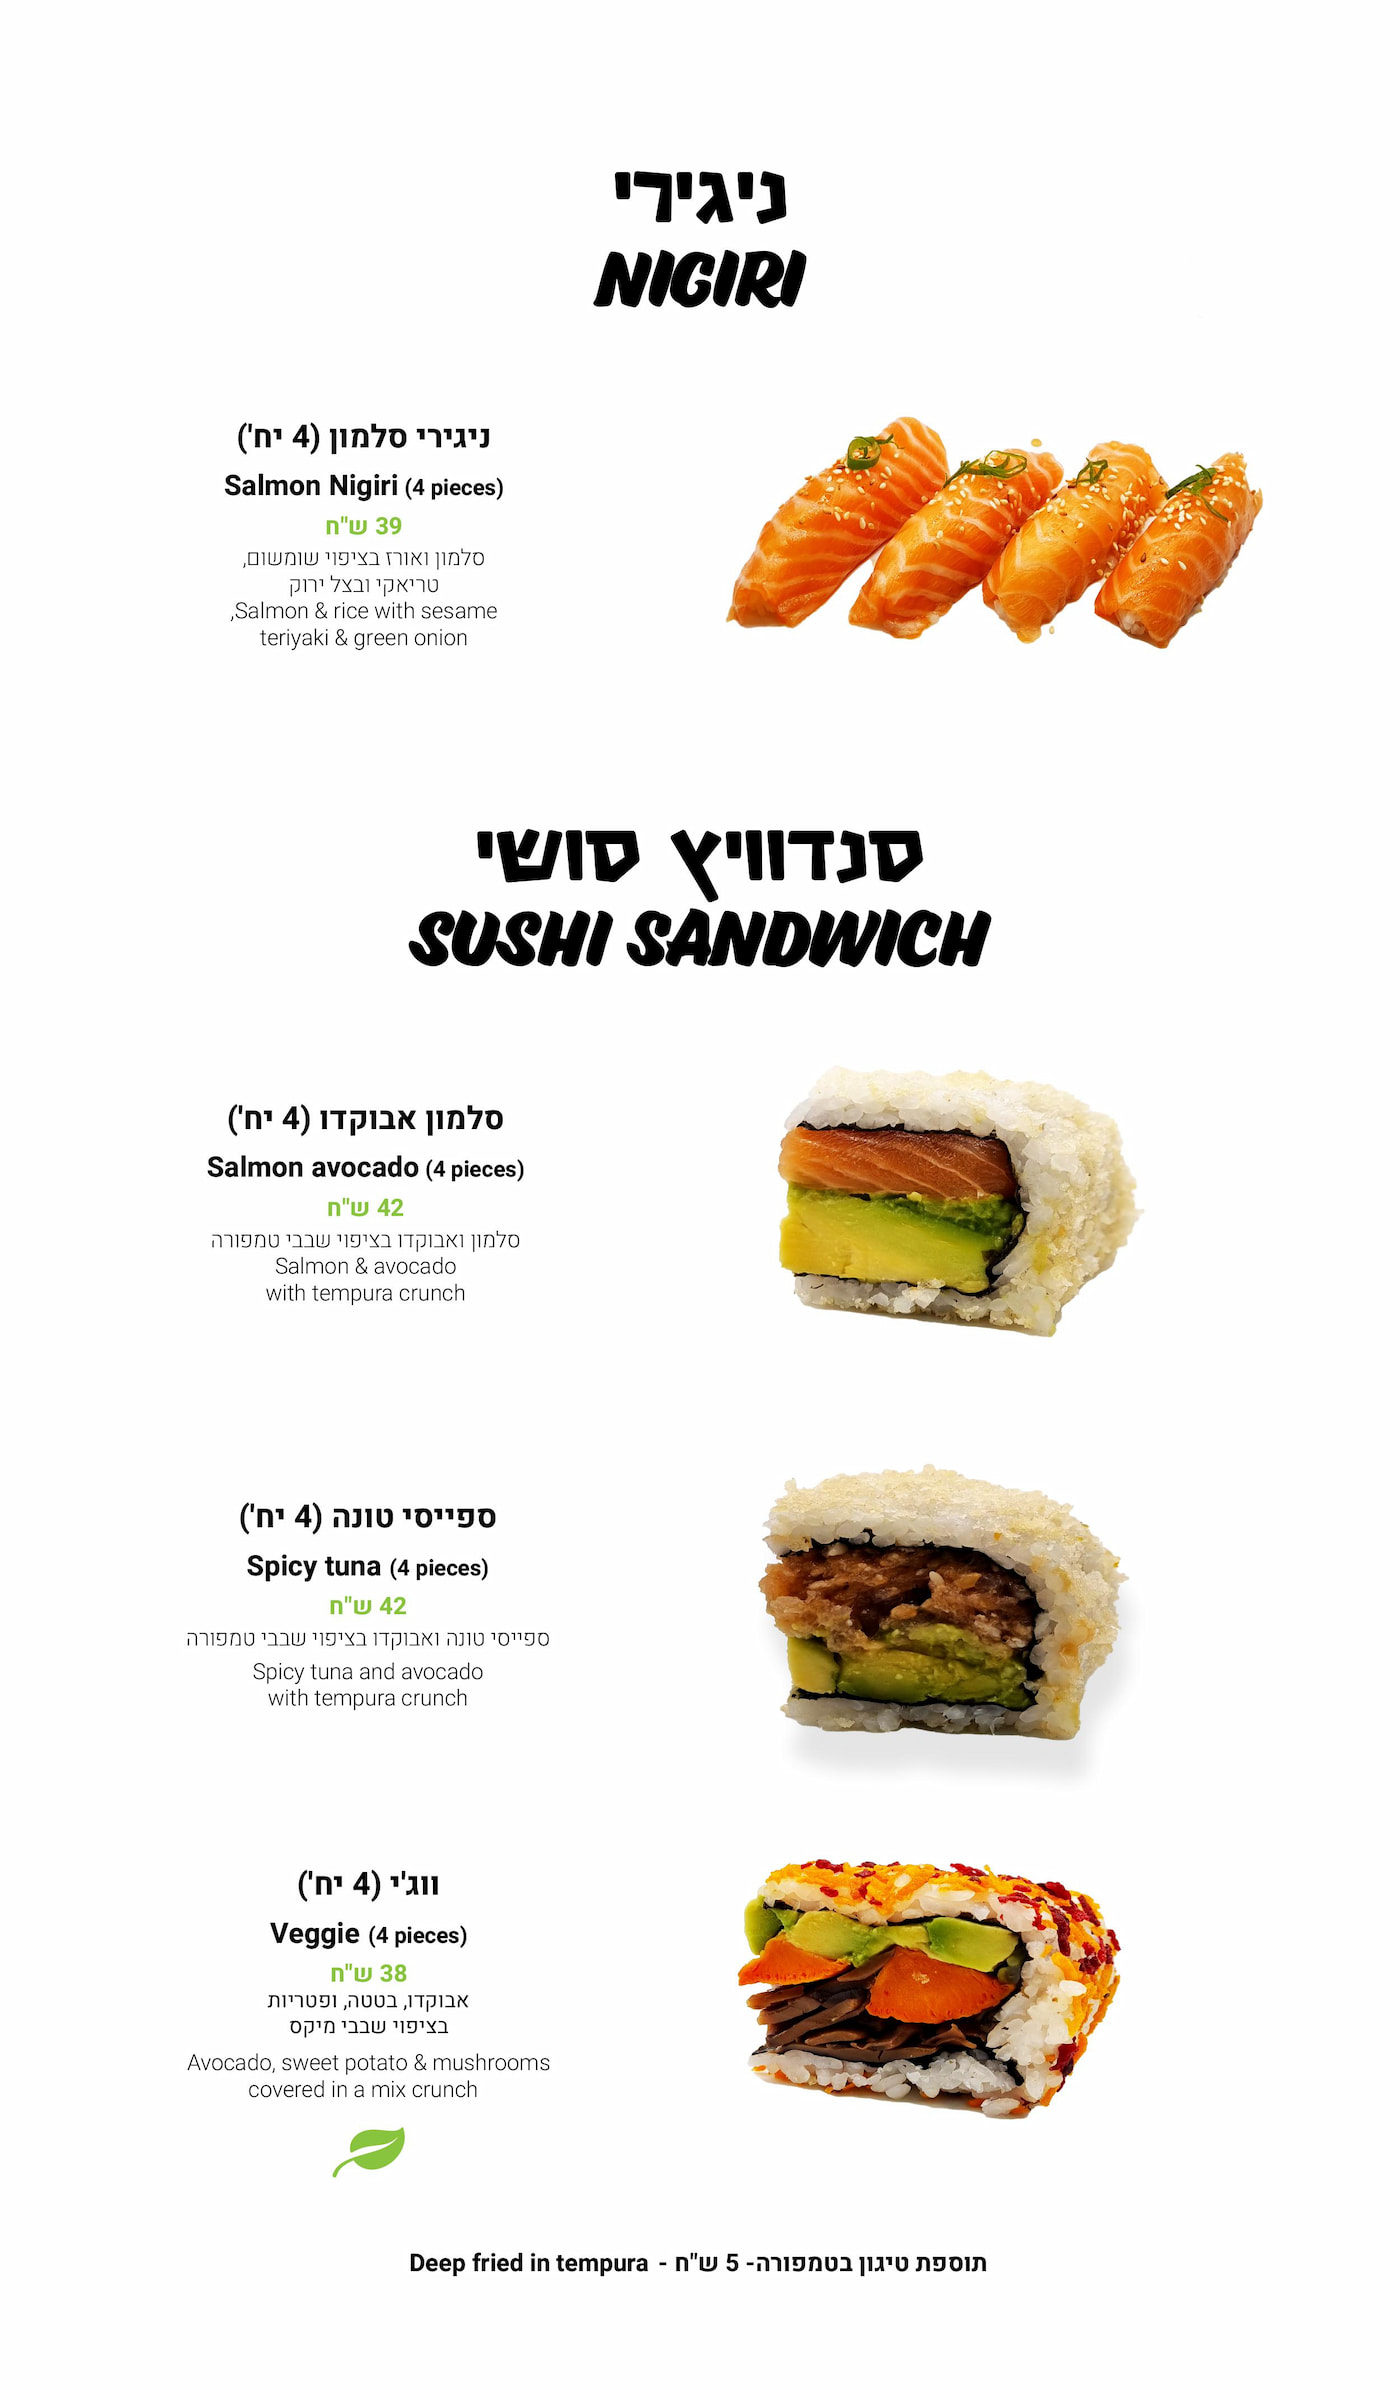 ניגירי
NIGIRI
ניגירי סלמון (4 יח')
Salmon Nigiri (4 pieces)
39 ש"ח
סלמון ואורז בציפוי שומשום,
טריאקי ובצל ירוק
,Salmon & rice with sesame
teriyaki & green onion
סנדוויץ סושי
SUSHI SANDWICH
סלמון אבוקדו (4 יח')
Salmon avocado (4 pieces)
42 ש"ח
סלמון ואבוקדו בציפוי שבבי טמפורה
Salmon & avocado
with tempura crunch
ספייסי טונה (4 יח')
Spicy tuna (4 pieces)
42 ש"ח
ספייסי טונה ואבוקדו בציפוי שבבי טמפורה
Spicy tuna and avocado
with tempura crunch
ווג'י (4 יח')
Veggie (4 pieces)
38 ש"ח
אבוקדו, בטטה, ופטריות
בציפוי שבבי מיקס
Avocado, sweet potato & mushrooms
covered in a mix crunch
תוספת טיגון בטמפורה- 5 ש"ח - Deep fried in tempura